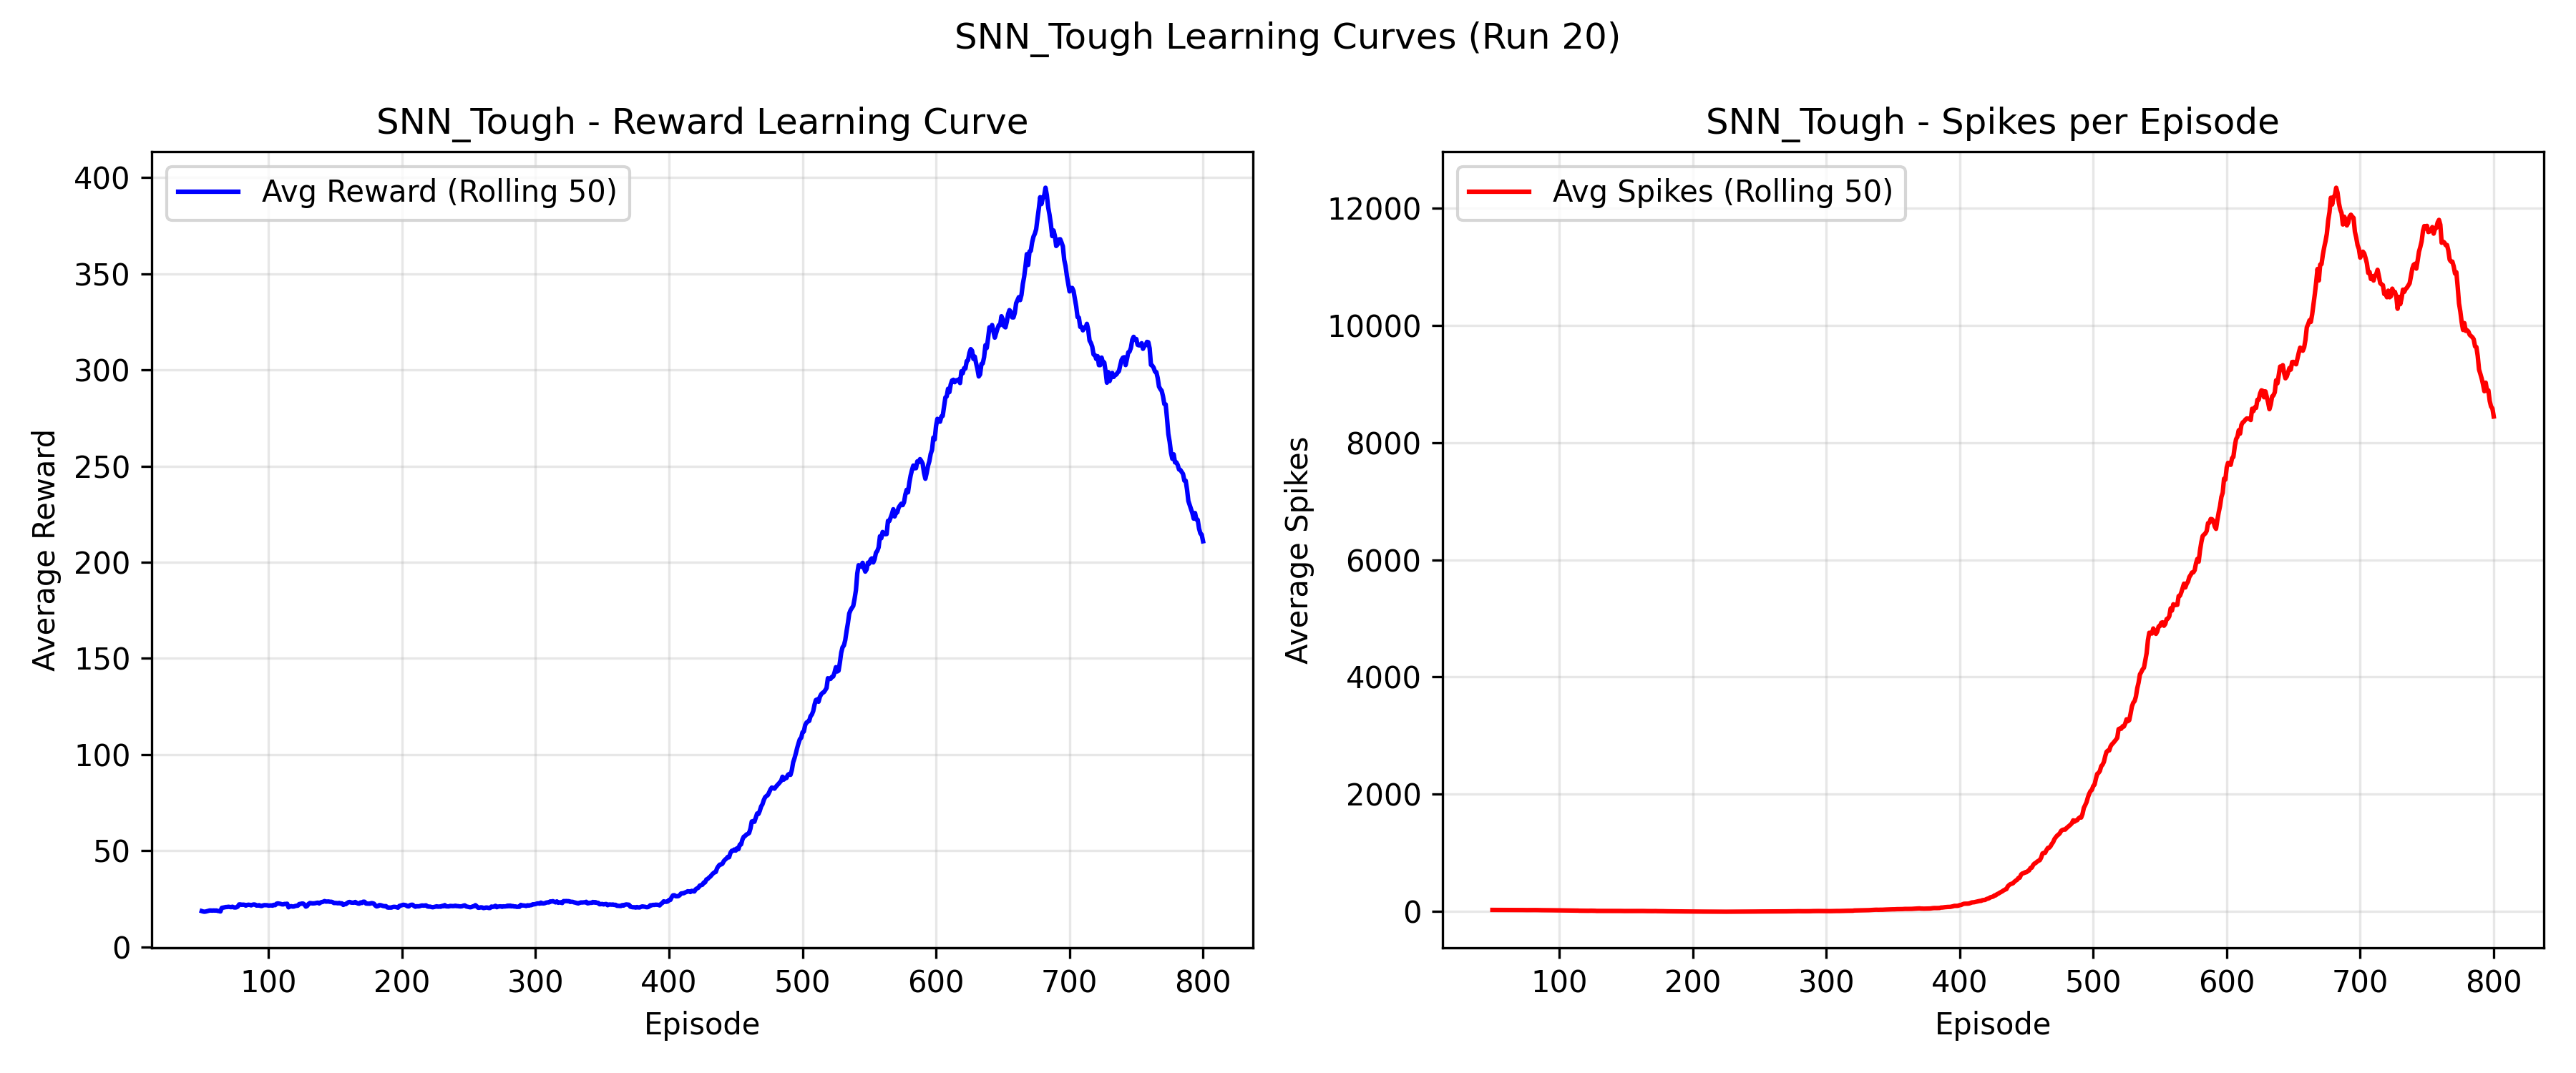 SNN_Tough Learning Curves (Run 20)
SNN_Tough - Reward Learning Curve
Avg Reward (Rolling 50)
Average Reward
400
350
300
250
200
150
100
50
0
100 200 300 400 500 600 700 800
Episode
SNN_Tough - Spikes per Episode
Avg Spikes (Rolling 50)
Average Spikes
12000
10000
8000
6000
4000
2000
0
100 200 300 400 500 600 700 800
Episode